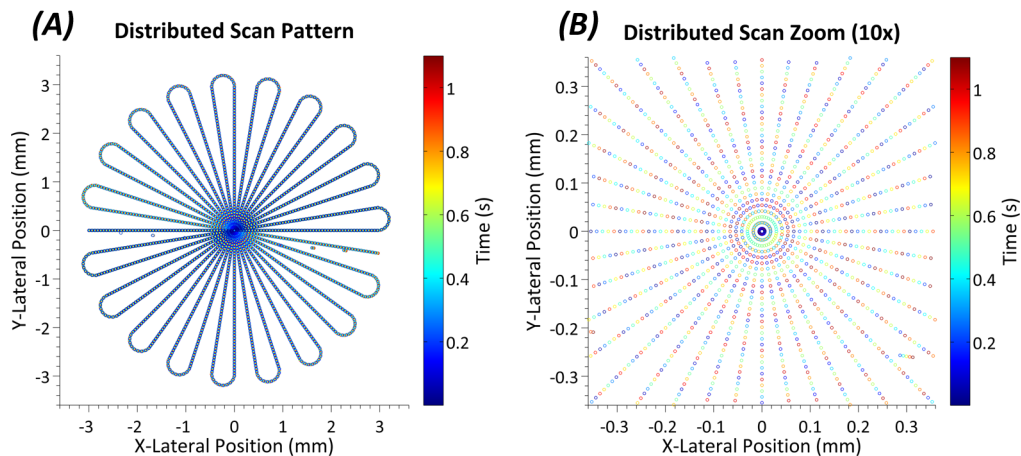 (A) Distributed Scan Pattern
3
2
1
0
-1
-2
-3
Y-Lateral Position (mm)
-3 -2 -1 0 1 2 3
X-Lateral Position (mm)
1
0.8
0.6
0.4
0.2
Time (s)
(B) Distributed Scan Zoom (10x)
0.3
0.2
0.1
0
-0.1
-0.2
-0.3
Y-Lateral Position (mm)
-0.3 -0.2 -0.1 0 0.1 0.2 0.3
X-Lateral Position (mm)
1
0.8
0.6
0.4
0.2
Time (s)